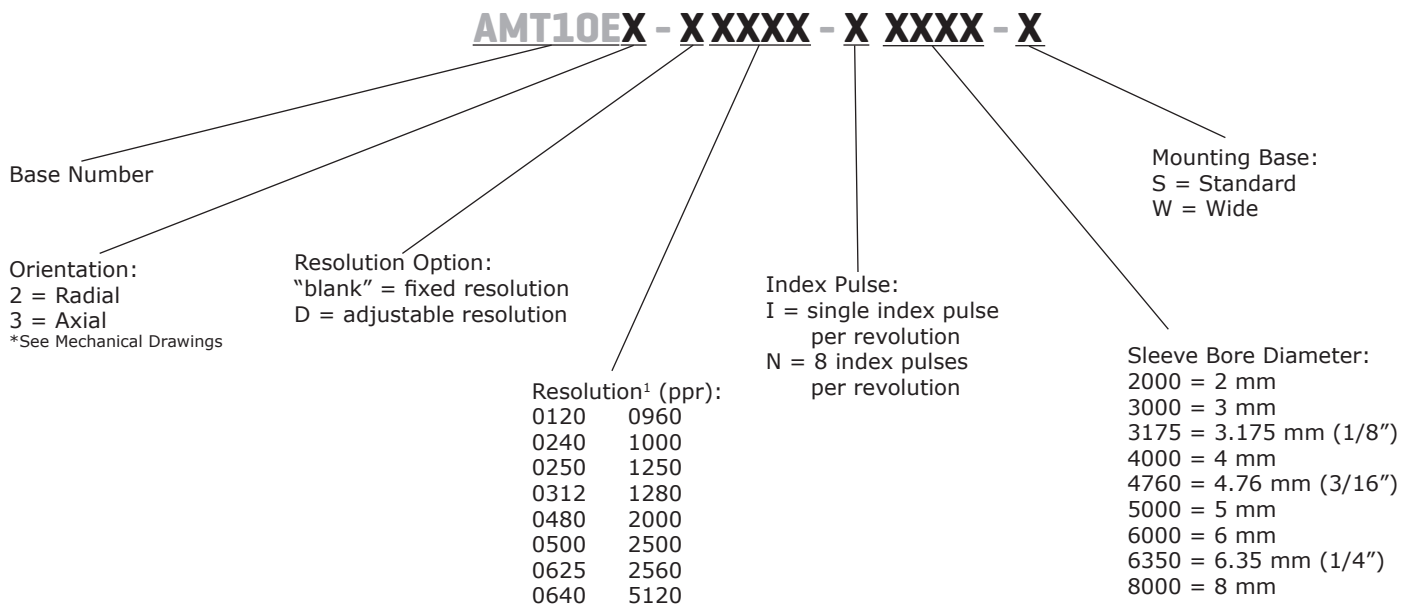 AMT10EX - X XXXX - X XXXX - X
Base Number
Orientation:
2 = Radial
3 = Axial
*See Mechanical Drawings
Resolution Option:
“blank” = fixed resolution
D = adjustable resolution
Resolution¹ (ppr):
0120 0960
0240 1000
0250 1250
0312 1280
0480 2000
0500 2500
0625 2560
0640 5120
Index Pulse:
I = single index pulse
per revolution
N = 8 index pulses
per revolution
Sleeve Bore Diameter:
2000 = 2 mm
3000 = 3 mm
3175 = 3.175 mm (1/8”)
4000 = 4 mm
4760 = 4.76 mm (3/16”)
5000 = 5 mm
6000 = 6 mm
6350 = 6.35 mm (1/4”)
8000 = 8 mm
Mounting Base:
S = Standard
W = Wide